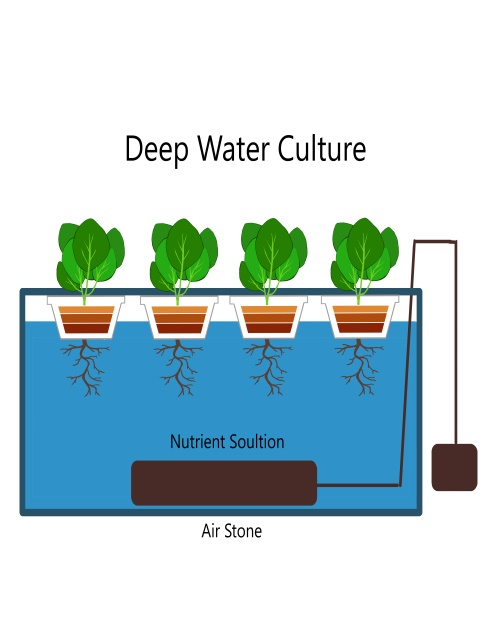 Deep Water Culture
Nutrient Soultion
Air Stone